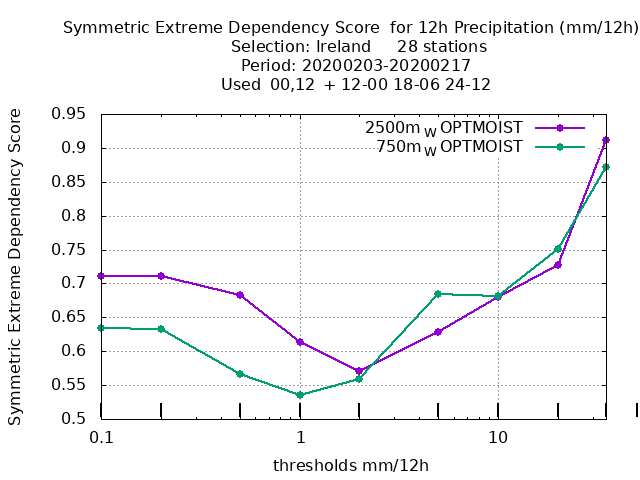 Symmetric Extreme Dependency Score  for 12h Precipitation (mm/12h)
Selection: Ireland     28 stations
Period: 20200203-20200217
Used  00,12  + 12-00 18-06 24-12
Symmetric Extreme Dependency Score
0.95
0.9
0.85
0.8
0.75
0.7
0.65
0.6
0.55
0.5
2500m W OPTMOIST
750m W OPTMOIST
0.1 1 10
thresholds mm/12h